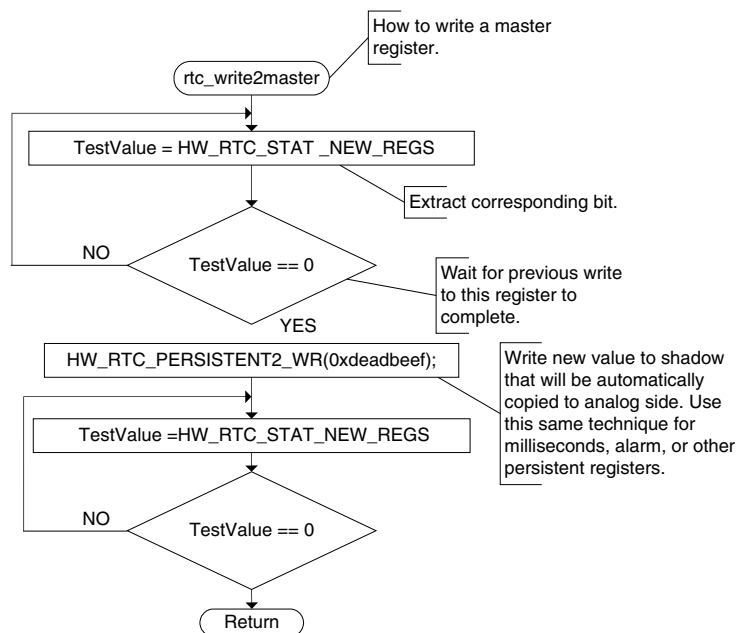 How to write a master
register.
rtc_write2master
TestValue = HW_RTC_STAT _NEW_REGS
Extract corresponding bit.
NO
TestValue == 0
Wait for previous write
to this register to
complete.
YES
HW_RTC_PERSISTENT2_WR(0xdeadbeef);
Write new value to shadow
that will be automatically
copied to analog side. Use
this same technique for
milliseconds, alarm, or other
persistent registers.
TestValue =HW_RTC_STAT_NEW_REGS
NO
TestValue == 0
Return